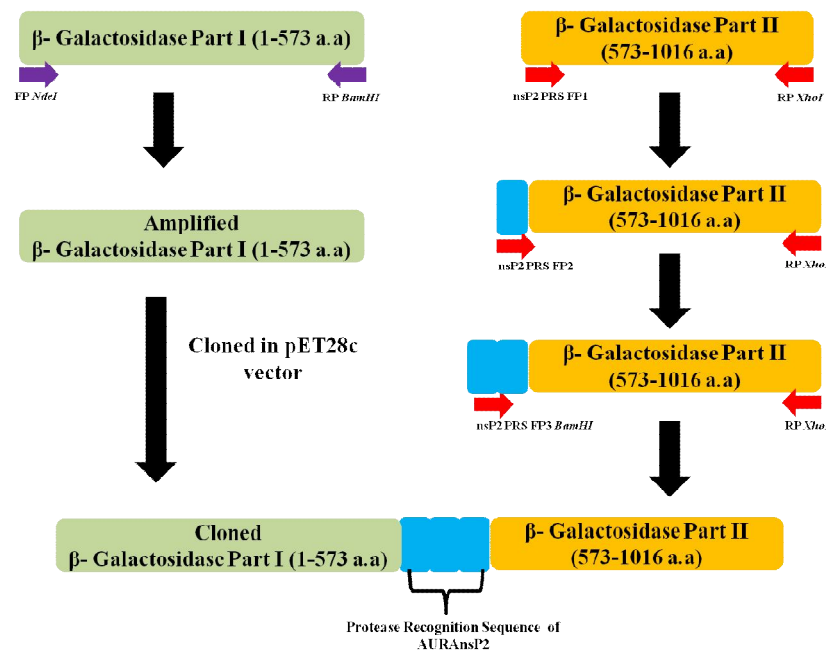 β- Galactosidase Part I (1-573 a.a)
FP NdeI
RP BamHI
β- Galactosidase Part II
(573-1016 a.a)
nsP2 PRS FP1
RP XhoI
Amplified
β- Galactosidase Part I (1-573 a.a)
β- Galactosidase Part II
(573-1016 a.a)
nsP2 PRS FP2
RP Xho
Cloned in pET28c
vector
β- Galactosidase Part II
(573-1016 a.a)
nsP2 PRS FP3 BamHI
RP Xho
Cloned
β- Galactosidase Part I (1-573 a.a)
β- Galactosidase Part II
(573-1016 a.a)
Protease Recognition Sequence of
AURAnsP2